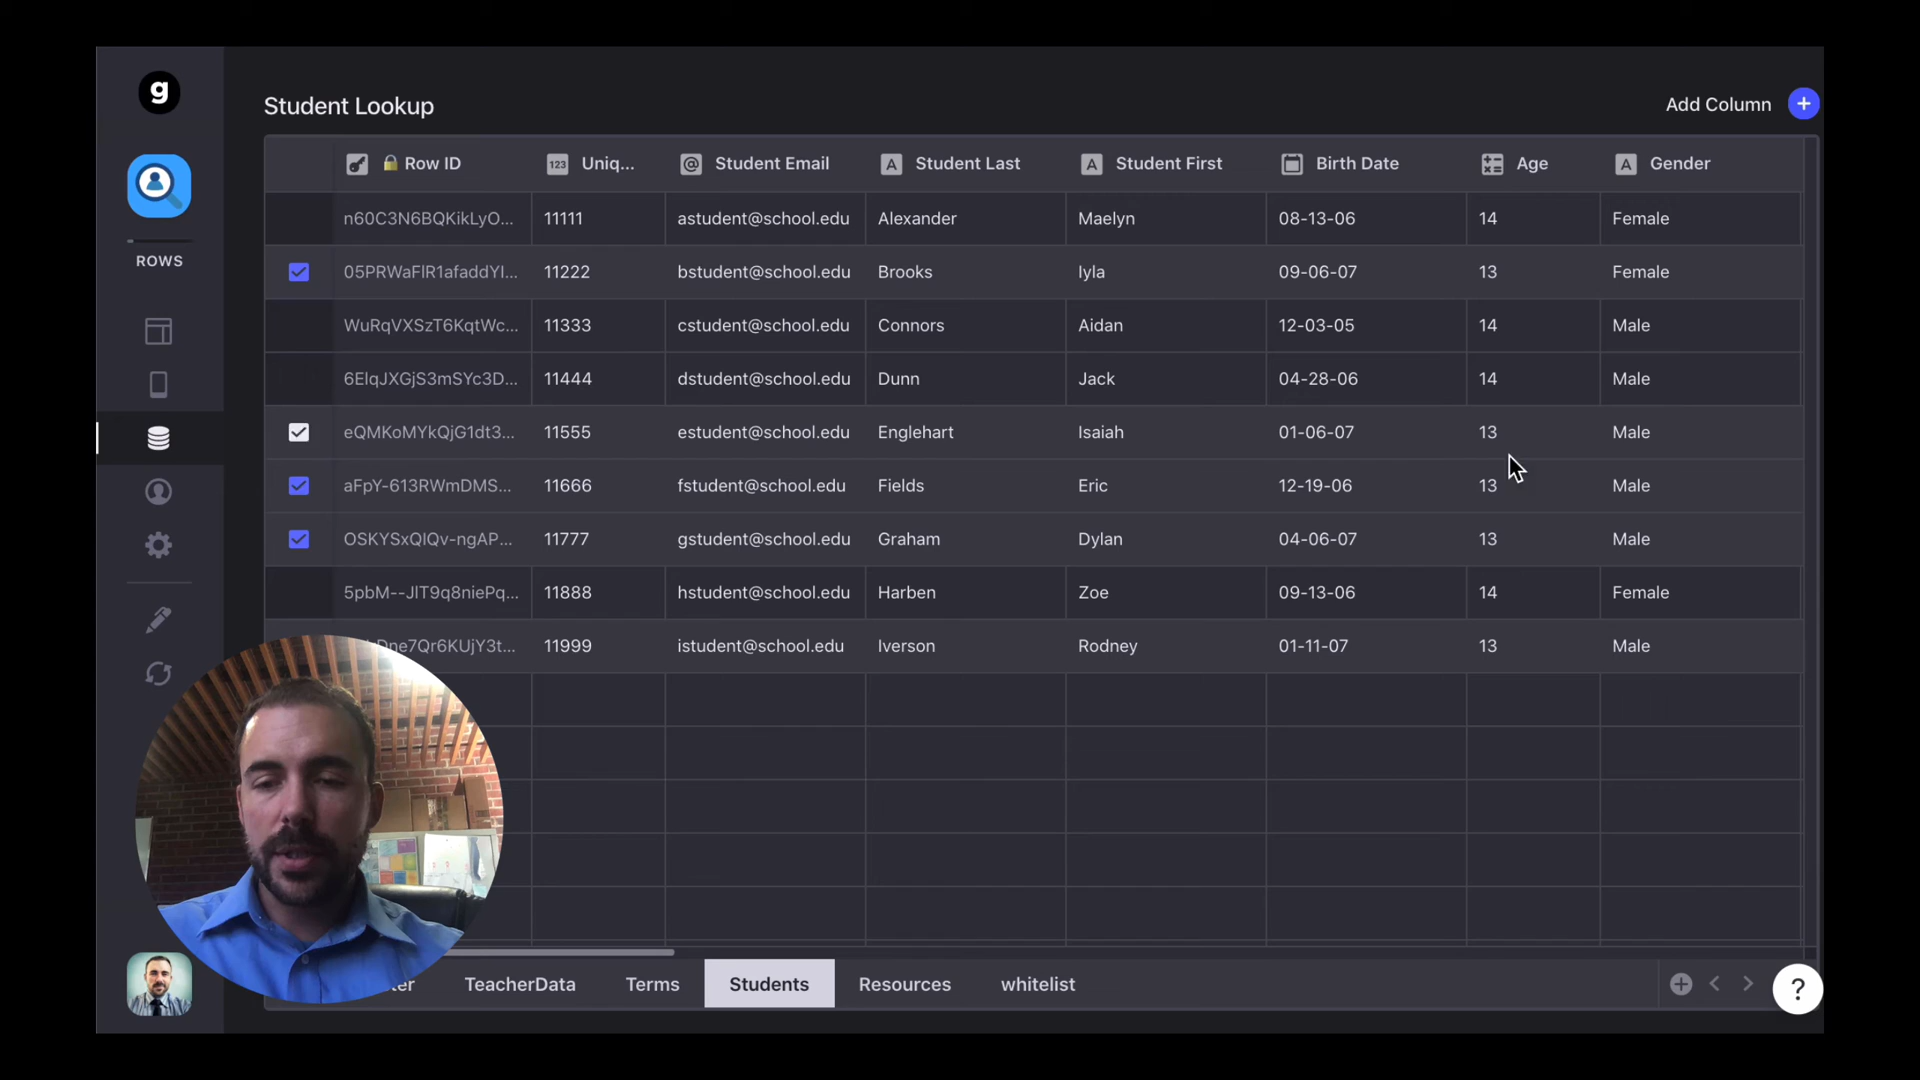 g
Student Lookup
Add Column
ROWS
Row ID 123 Uniq... @ Student Email A Student Last A Student First Birth Date Age A Gender
n60C3N6BQKikLyO... 11111 astudent@school.edu Alexander Maelyn 08-13-06 14 Female
05PRWaFlR1afaddYI... 11222 bstudent@school.edu Brooks Iyla 09-06-07 13 Female
WuRqVXSzT6KqtWc... 11333 cstudent@school.edu Connors Aidan 12-03-05 14 Male
6EIqJXGjS3mSYc3D... 11444 dstudent@school.edu Dunn Jack 04-28-06 14 Male
eQMKoMYkQjG1dt3... 11555 estudent@school.edu Englehart Isaiah 01-06-07 13 Male
aFpY-613RWmDMS... 11666 fstudent@school.edu Fields Eric 12-19-06 13 Male
OSKYSxQIQv-ngAP... 11777 gstudent@school.edu Graham Dylan 04-06-07 13 Male
5pbM--JIT9q8niePq... 11888 hstudent@school.edu Harben Zoe 09-13-06 14 Female
Dne7Qr6KUjY3t... 11999 istudent@school.edu Iverson Rodney 01-11-07 13 Male
TeacherData Terms Students Resources whitelist
?